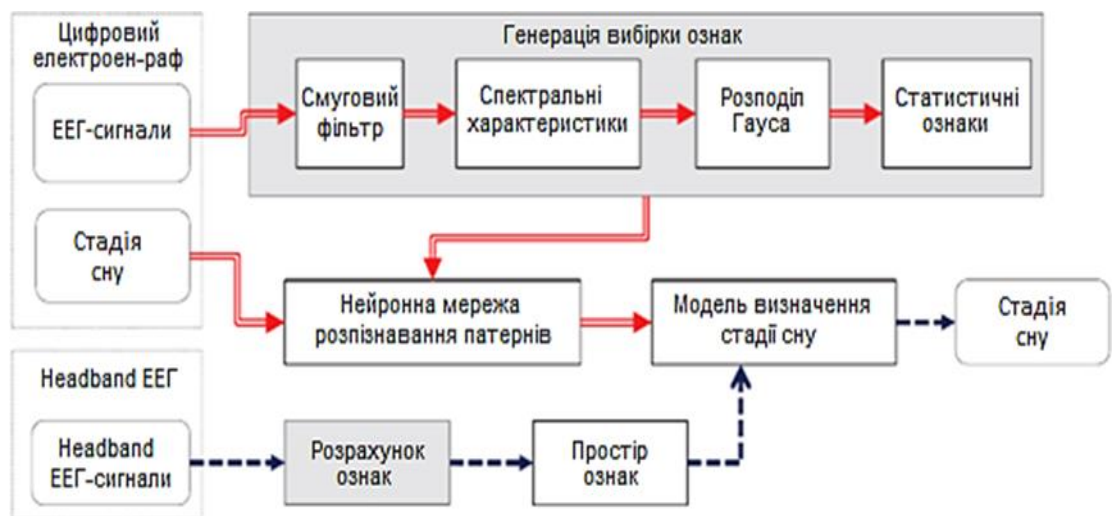 Цифровий
електроен-раф
ЕЕГ-сигнали
Стадія
сну
Генерація вибірки ознак
Смуговий
фільтр
Спектральні
характеристики
Розподіл
Гауса
Статистичні
ознаки
Нейронна мережа
розпізнавання патернів
Модель визначення
стадії сну
Стадія
сну
Headband ЕЕГ
Headband
ЕЕГ-сигнали
Розрахунок
ознак
Простір
ознак